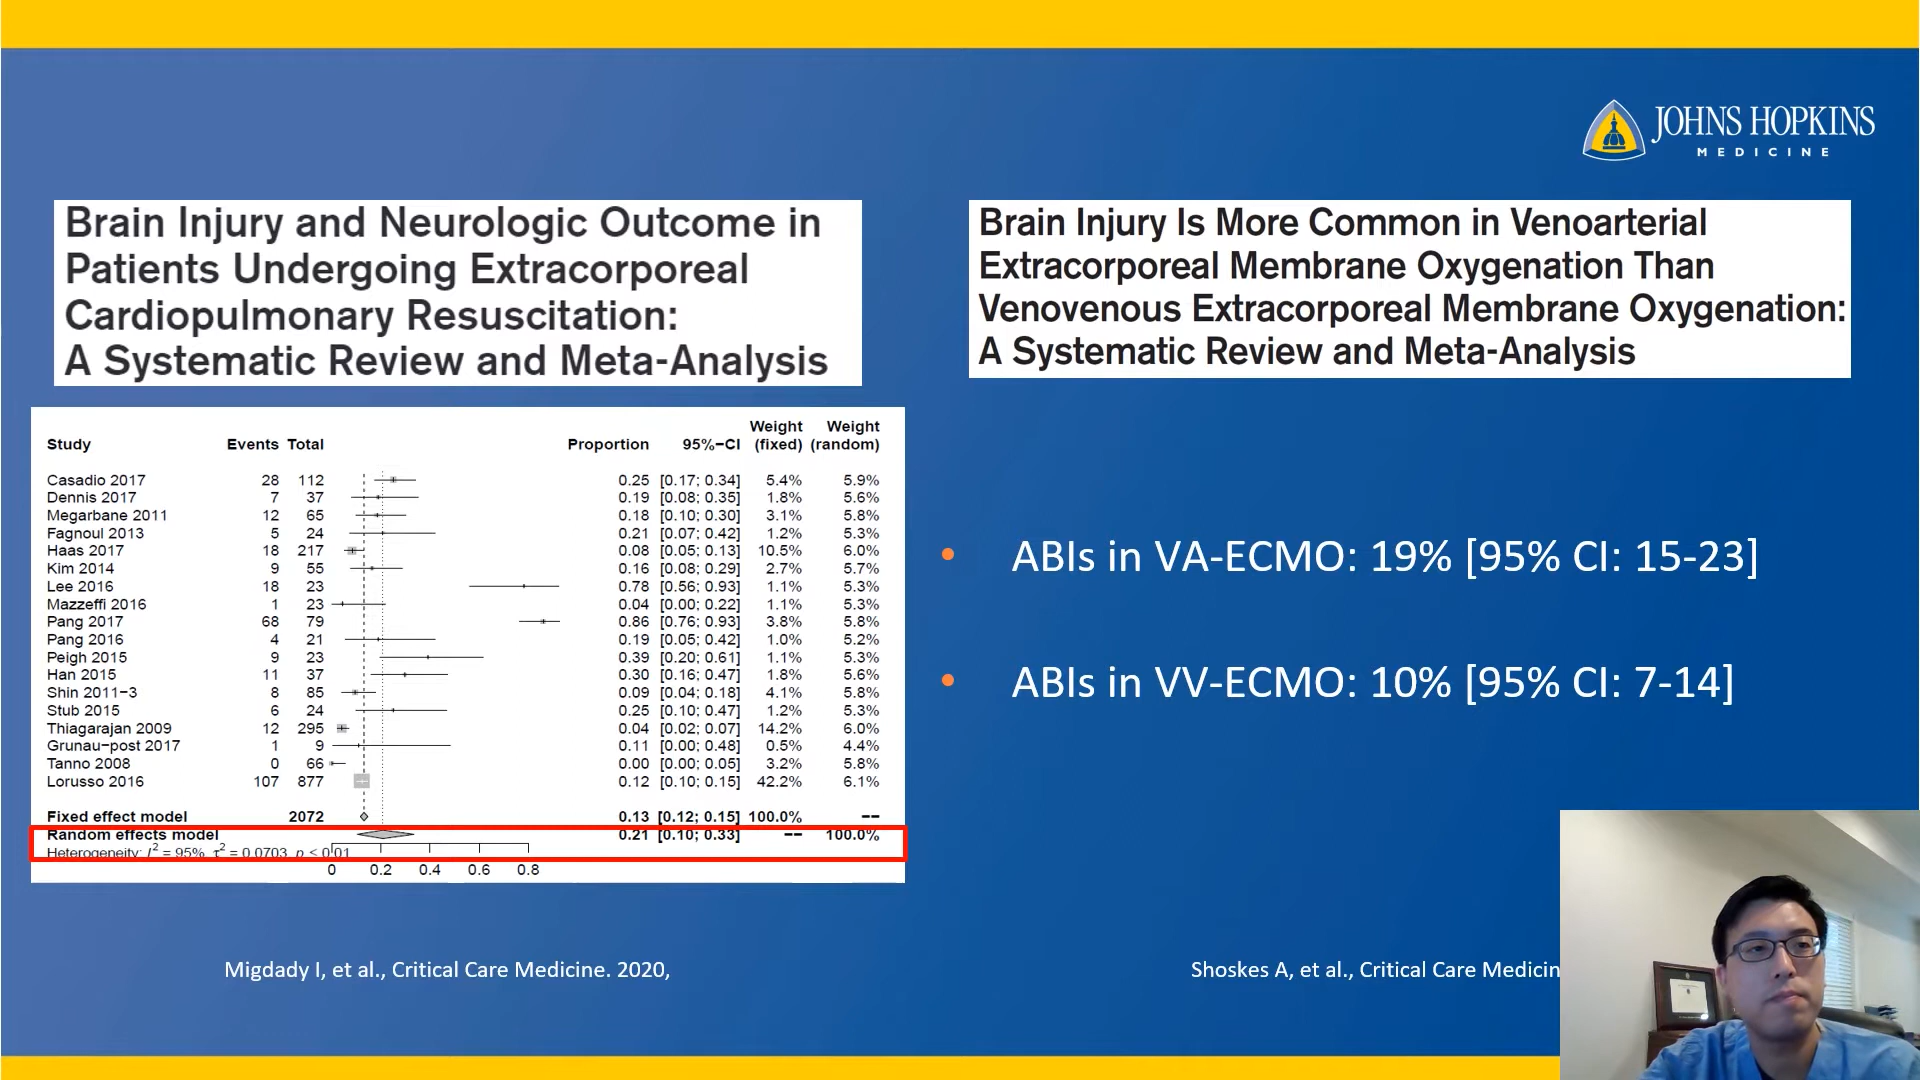 JOHNS HOPKINS
MEDICINE
Brain Injury and Neurologic Outcome in
Patients Undergoing Extracorporeal
Cardiopulmonary Resuscitation:
A Systematic Review and Meta-Analysis
Study Events Total Proportion 95%−CI Weight (fixed) Weight (random)
Casadio 2017 28 112 0.25 [0.17; 0.34] 5.4% 5.9%
Dennis 2017 7 37 0.19 [0.08; 0.35] 1.8% 5.6%
Megarbane 2011 12 65 0.18 [0.10; 0.30] 3.1% 5.8%
Fagnoul 2013 5 24 0.21 [0.07; 0.42] 1.2% 5.3%
Haas 2017 18 217 0.08 [0.05; 0.13] 10.5% 6.0%
Kim 2014 9 55 0.16 [0.08; 0.29] 2.7% 5.7%
Lee 2016 18 23 0.78 [0.56; 0.93] 1.1% 5.3%
Mazzeffi 2016 1 23 0.04 [0.00; 0.22] 1.1% 5.3%
Pang 2017 68 79 0.86 [0.76; 0.93] 3.8% 5.8%
Pang 2016 4 21 0.19 [0.05; 0.42] 1.0% 5.2%
Peigh 2015 9 23 0.39 [0.20; 0.61] 1.1% 5.3%
Han 2015 11 37 0.30 [0.16; 0.47] 1.8% 5.6%
Shin 2011−3 8 85 0.09 [0.04; 0.18] 4.1% 5.8%
Stub 2015 6 24 0.25 [0.10; 0.47] 1.2% 5.3%
Thiagarajan 2009 12 295 0.04 [0.02; 0.07] 14.2% 6.0%
Grunau−post 2017 1 9 0.11 [0.00; 0.48] 0.5% 4.4%
Tanno 2008 0 66 0.00 [0.00; 0.05] 3.2% 5.8%
Lorusso 2016 107 877 0.12 [0.10; 0.15] 42.2% 6.1%
Fixed effect model 2072 0.13 [0.12; 0.15] 100.0% −−
Random effects model 0.21 [0.10; 0.33] −− 100.0%
Heterogeneity: I² = 95%, τ² = 0.0703, p < 0.01
0 0.2 0.4 0.6 0.8
Migdady I, et al., Critical Care Medicine. 2020,
Brain Injury Is More Common in Venoarterial
Extracorporeal Membrane Oxygenation Than
Venovenous Extracorporeal Membrane Oxygenation:
A Systematic Review and Meta-Analysis
• ABIs in VA-ECMO: 19% [95% CI: 15-23]
• ABIs in VV-ECMO: 10% [95% CI: 7-14]
Shoskes A, et al., Critical Care Medicin